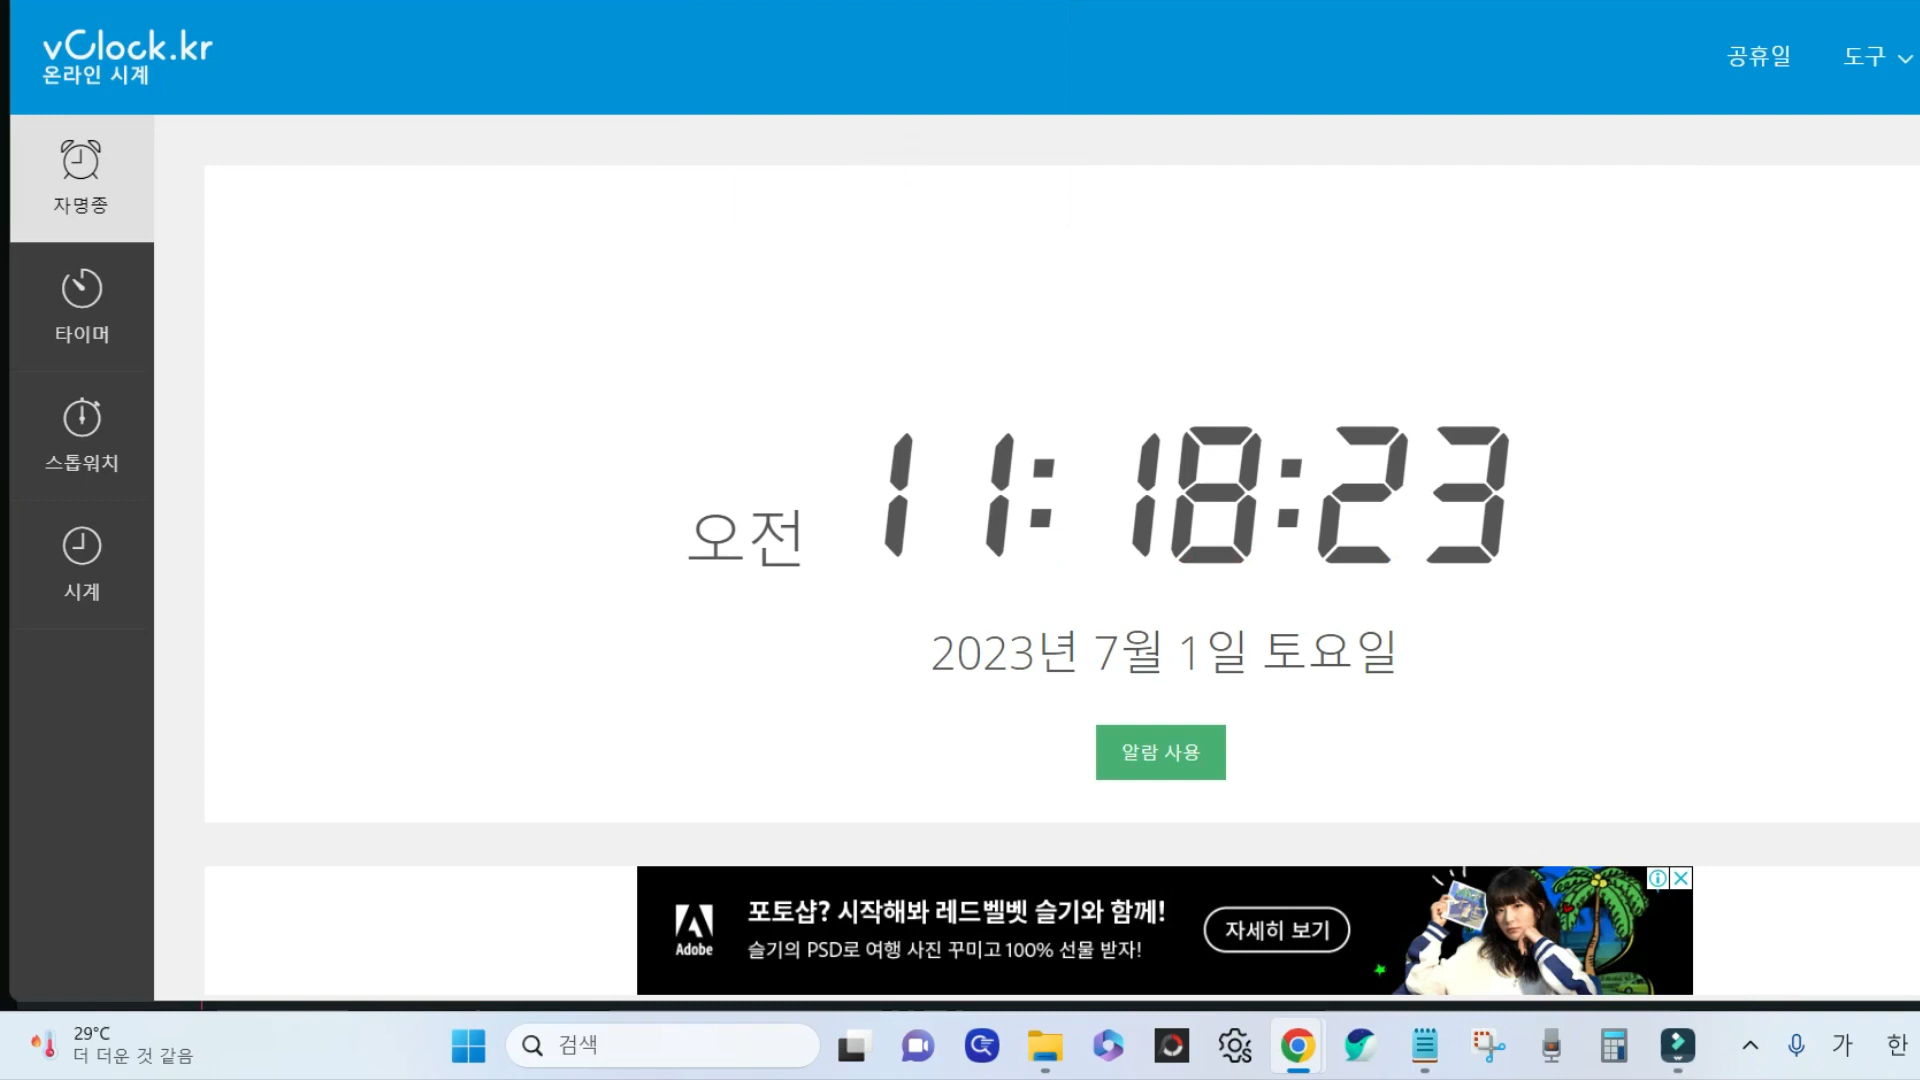 vClock.kr
온라인 시계
공휴일
도구
자명종
타이머
스톱워치
시계
오전 11:18:23
2023년 7월 1일 토요일
알람 사용
Adobe
포토샵? 시작해봐 레드벨벳 슬기와 함께!
슬기의 PSD로 여행 사진 꾸미고 100% 선물 받자!
자세히 보기
29°C
더 더운 것 같음
검색
가
한